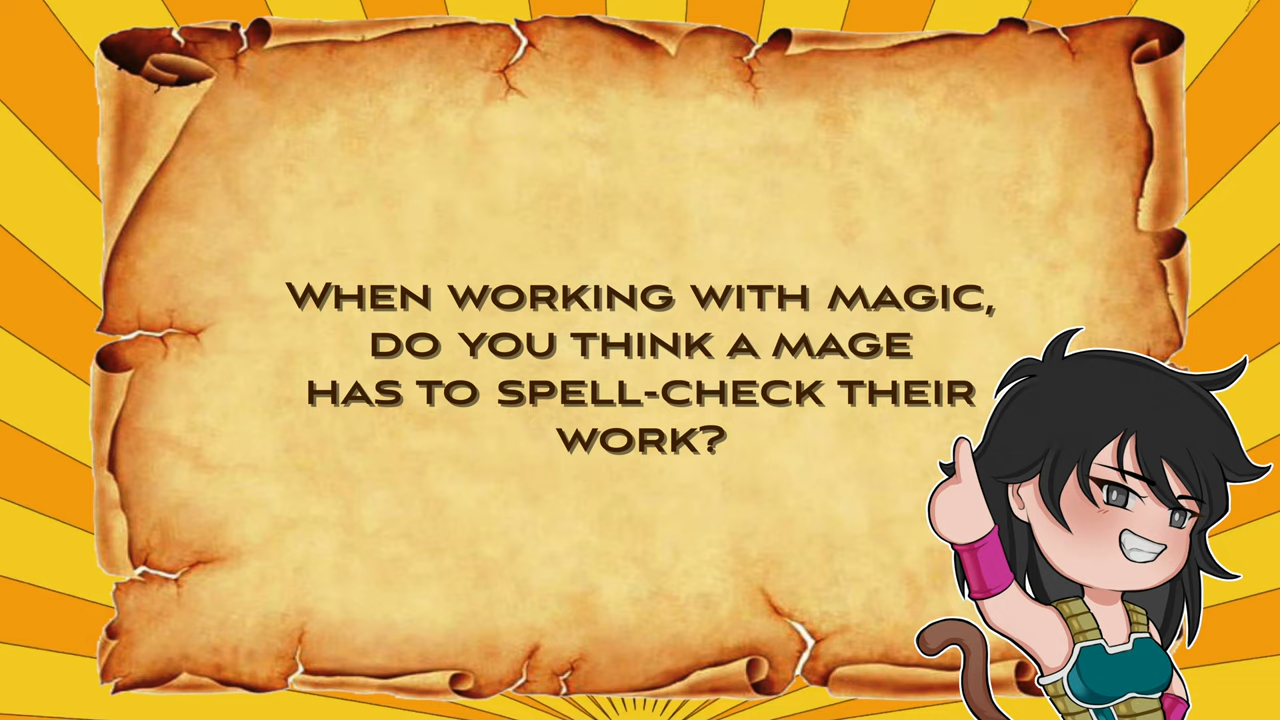 When working with magic,
do you think a mage
has to spell-check their
work?